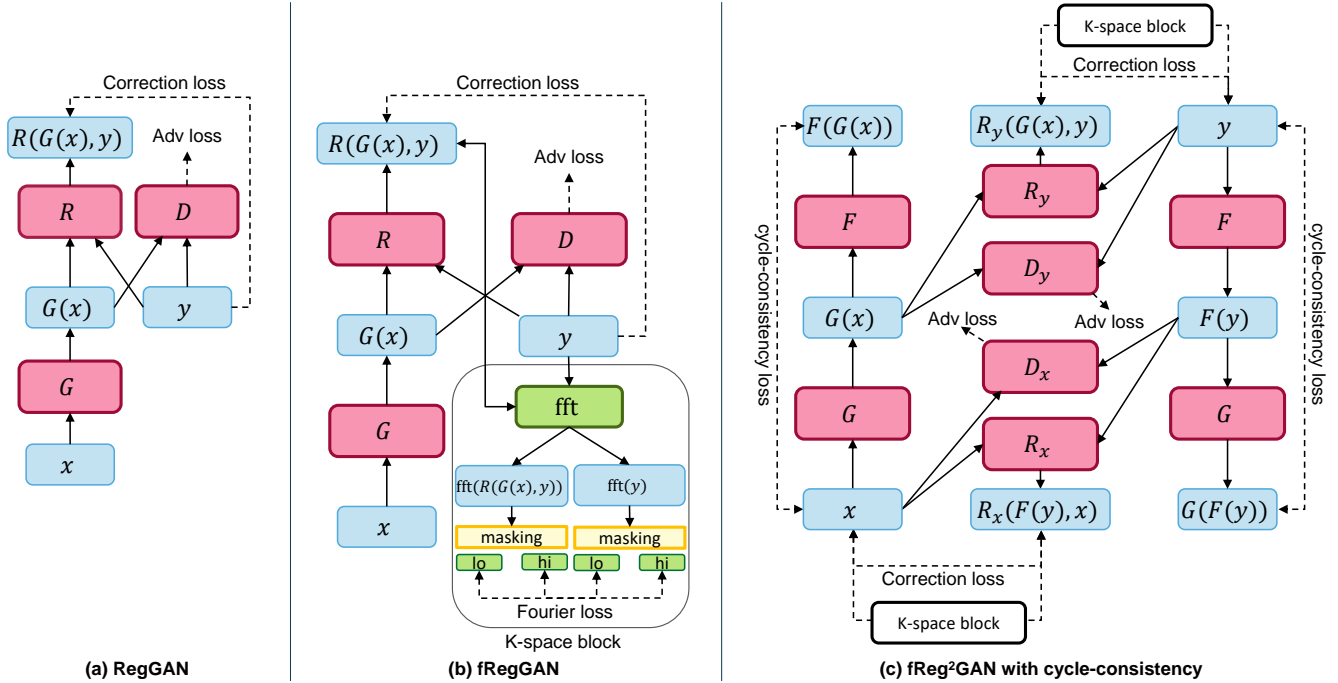 Correction loss
R(G(x), y)
Adv loss
R
D
G(x)
y
G
x
(a) RegGAN
Correction loss
R(G(x), y)
Adv loss
R
D
G(x)
y
fft
G
fft(R(G(x), y))
fft(y)
x
masking
masking
lo
hi
lo
hi
Fourier loss
K-space block
(b) fRegGAN
K-space block
Correction loss
F(G(x))
R_y(G(x), y)
y
R_y
F
F
cycle-consistency loss
cycle-consistency loss
D_y
G(x)
Adv loss
Adv loss
F(y)
D_x
G
G
R_x
x
R_x(F(y), x)
G(F(y))
Correction loss
K-space block
(c) fReg²GAN with cycle-consistency